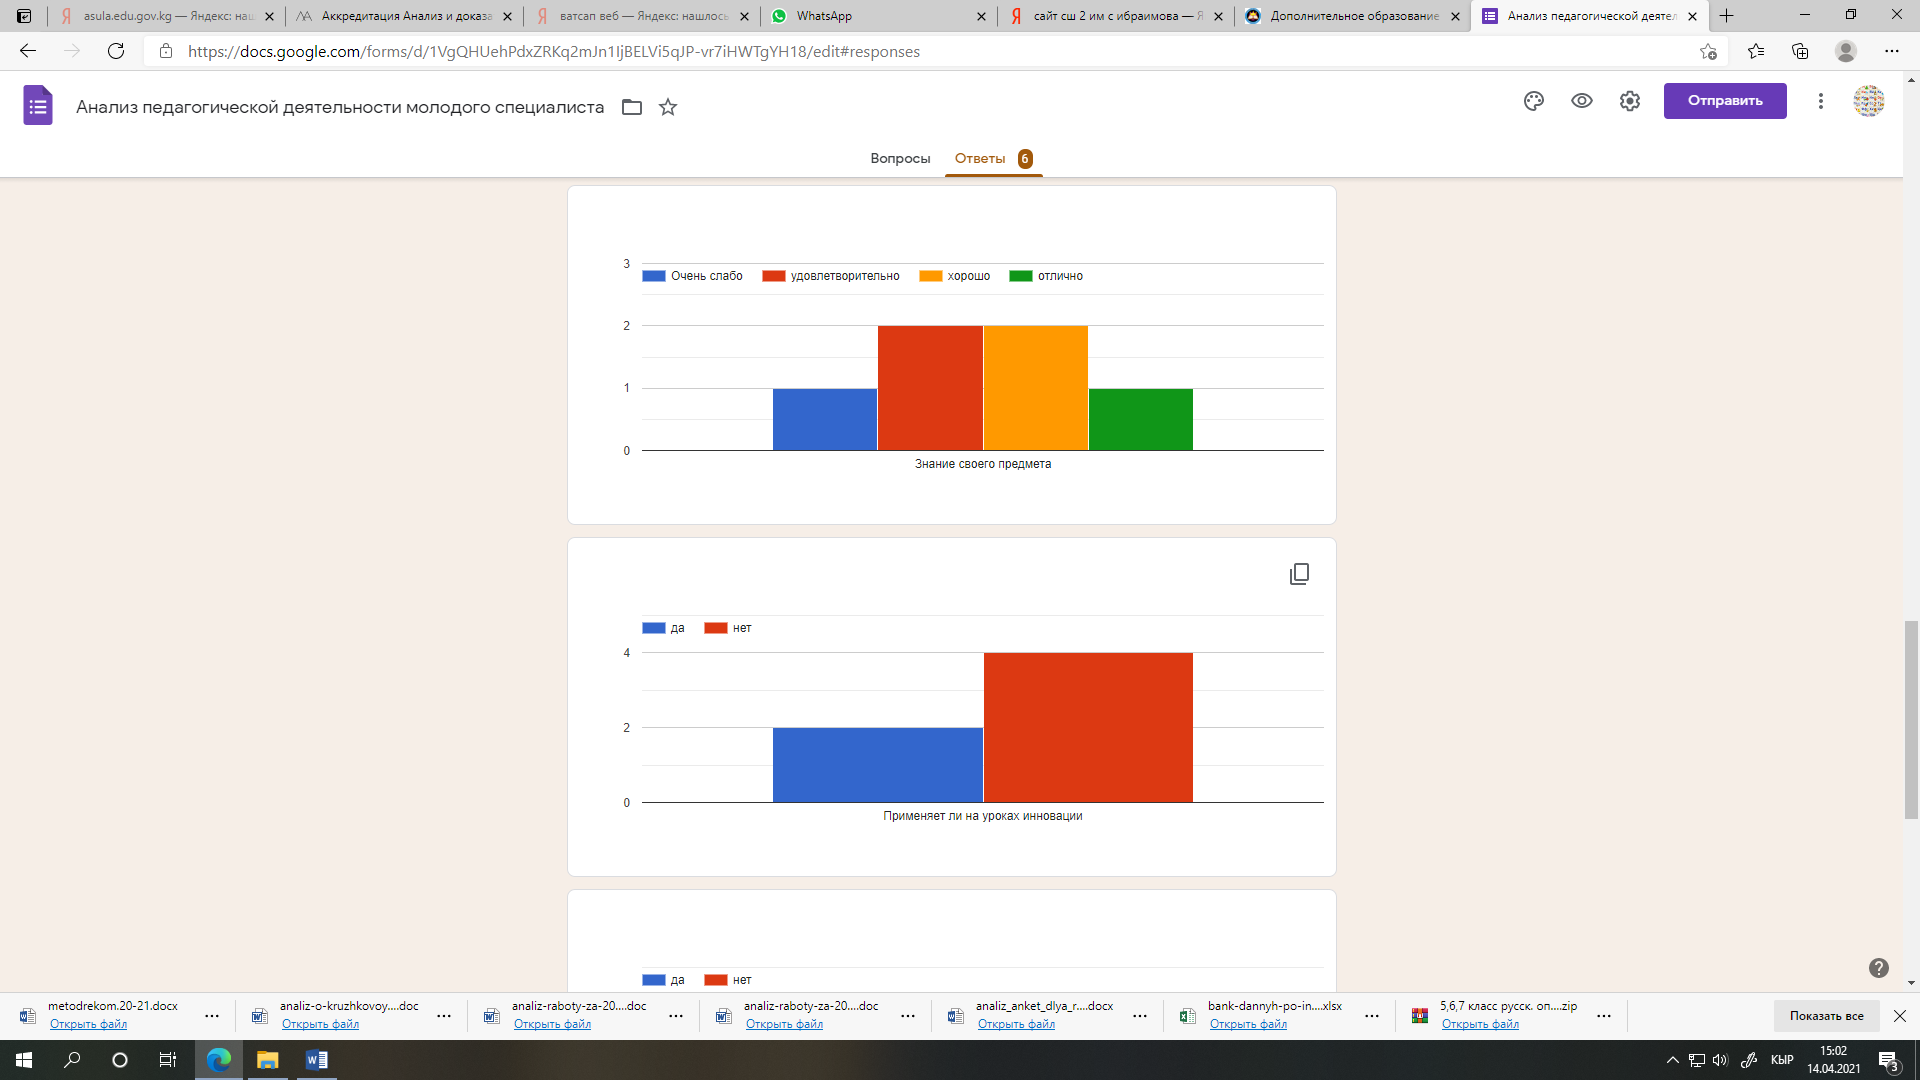 asula.edu.gov.kg — Яндекс: наш
Аккредитация Анализ и доказа
ватсап веб — Яндекс: нашлось
WhatsApp
сайт сш 2 им с ибраимова — Я
Дополнительное образование
Анализ педагогической деятел
https://docs.google.com/forms/d/1VgQHUehPdxZRKq2mJn1IjBELVi5qJP-vr7iHWTgYH18/edit#responses
Анализ педагогической деятельности молодого специалиста
Отправить
Вопросы Ответы 6
3
Очень слабо удовлетворительно хорошо отлично
2
1
0
Знание своего предмета
да нет
4
2
0
Применяет ли на уроках инновации
да нет
metodrekom.20-21.docx
Открыть файл
analiz-o-kruzhkovoy....doc
Открыть файл
analiz-raboty-za-20....doc
Открыть файл
analiz-raboty-za-20....doc
Открыть файл
analiz_anket_dlya_r....docx
Открыть файл
bank-dannyh-po-in....xlsx
Открыть файл
5,6,7 класс русск. оп....zip
Открыть файл
Показать все
КЫР
15:02
14.04.2021
3